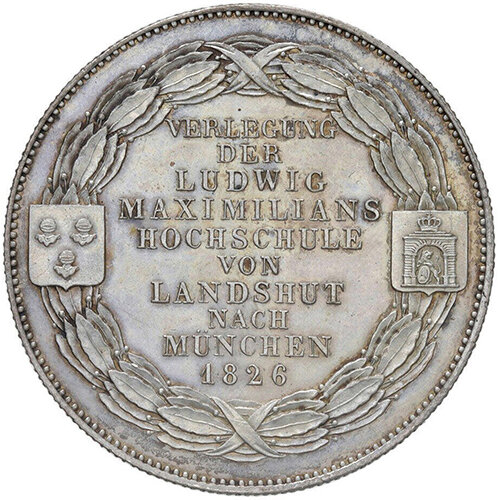 VERLEGUNG
DER
LUDWIG
MAXIMILIANS
HOCHSCHULE
VON
LANDSHUT
NACH
MÜNCHEN
1826